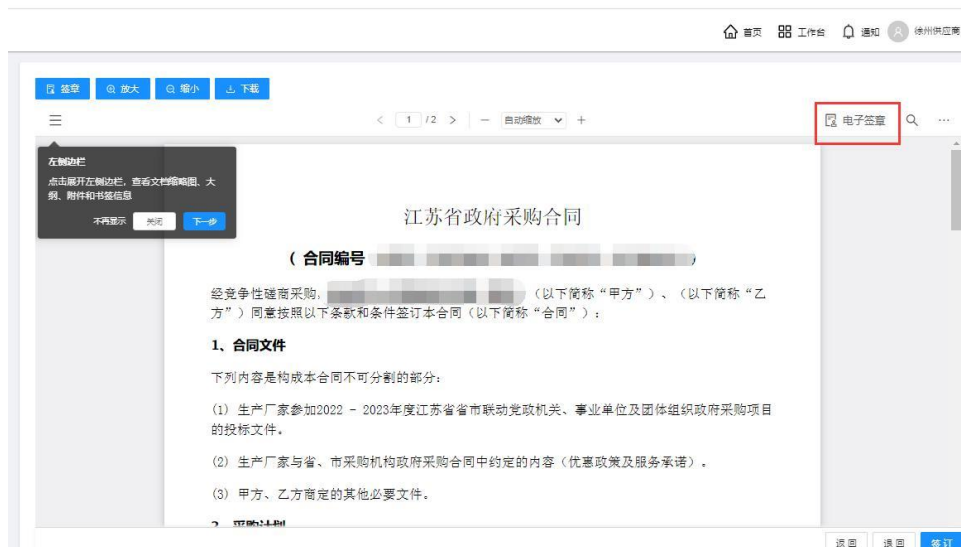 首页 工作台 通知 徐州供应商
签章 放大 缩小 下载
1 /2 自动缩放 电子签章
左侧边栏
点击展开左侧边栏，查看文档缩略图、大
纲、附件和书签信息
不再显示 关闭 下一步
江苏省政府采购合同
（ 合同编号
经竞争性磋商采购， （以下简称“甲方”）、（以下简称“乙
方”）同意按照以下条款和条件签订本合同（以下简称“合同”）：
1、合同文件
下列内容是构成本合同不可分割的部分：
(1) 生产厂家参加2022 - 2023年度江苏省省市联动党政机关、事业单位及团体组织政府采购项目
的投标文件。
(2) 生产厂家与省、市采购机构政府采购合同中约定的内容（优惠政策及服务承诺）.
(3) 甲方、乙方商定的其他必要文件。
2、采购计划
返回 退回 签订